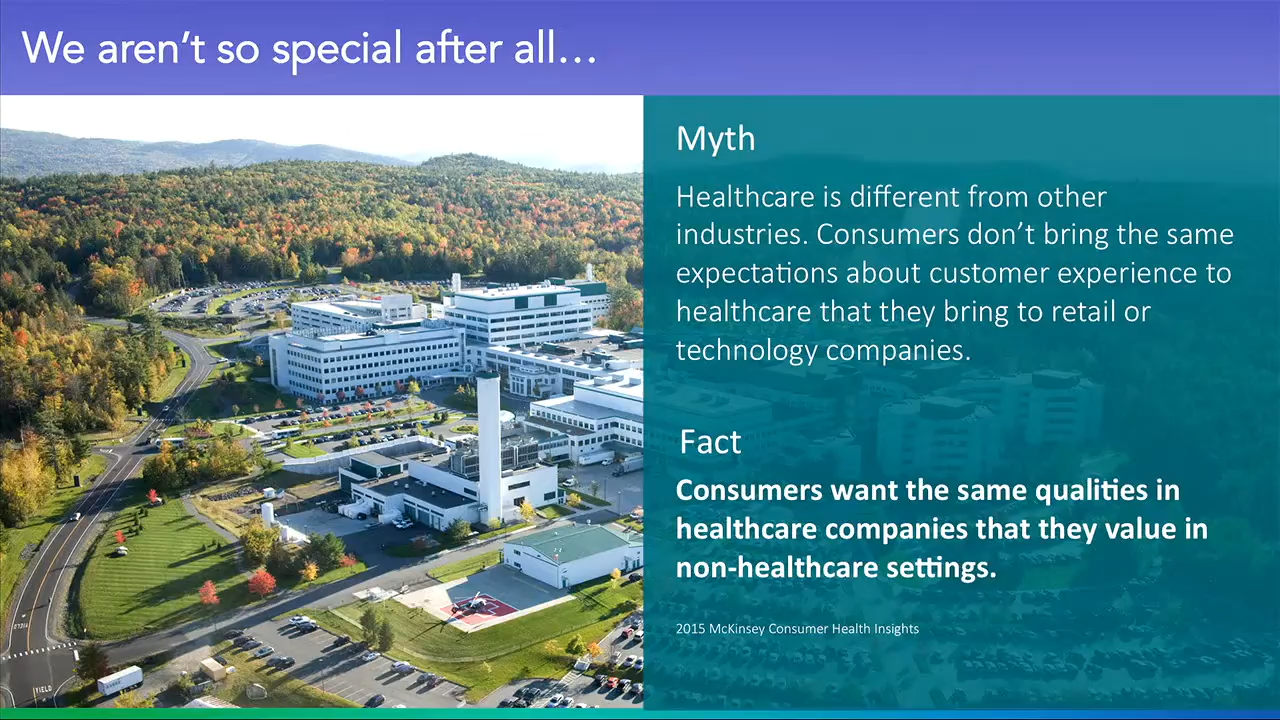 We aren’t so special after all…
Myth
Healthcare is different from other
industries. Consumers don’t bring the same
expectations about customer experience to
healthcare that they bring to retail or
technology companies.
Fact
Consumers want the same qualities in
healthcare companies that they value in
non-healthcare settings.
2015 McKinsey Consumer Health Insights
YIELD